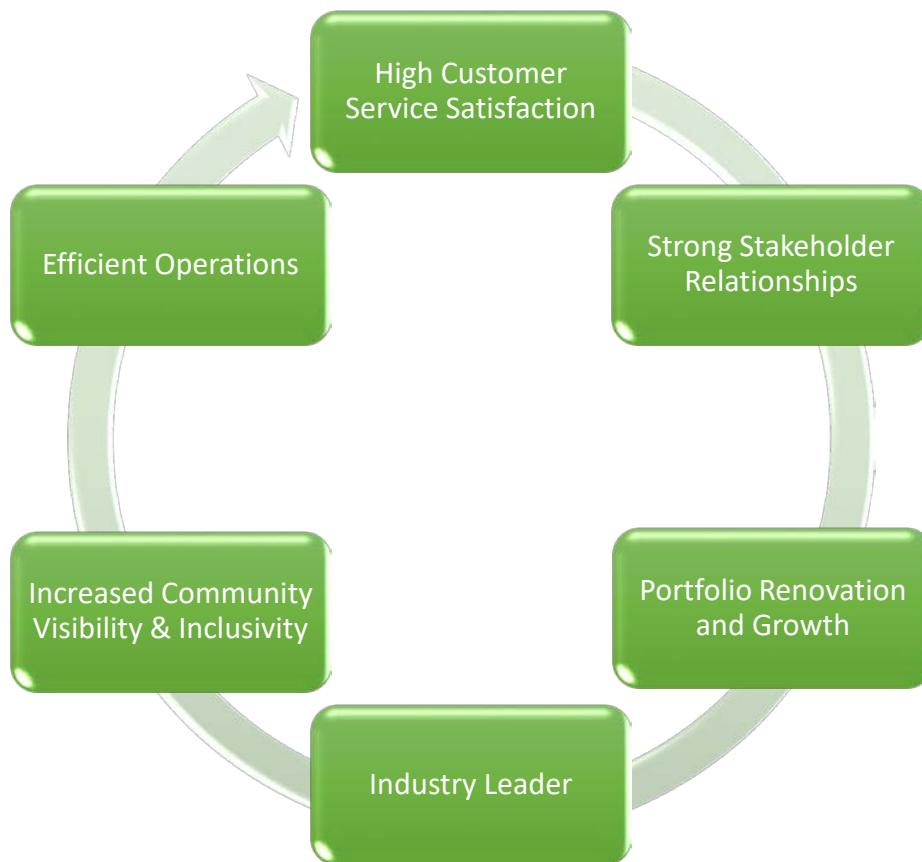 High Customer
Service Satisfaction
Strong Stakeholder
Relationships
Portfolio Renovation
and Growth
Industry Leader
Increased Community
Visibility & Inclusivity
Efficient Operations